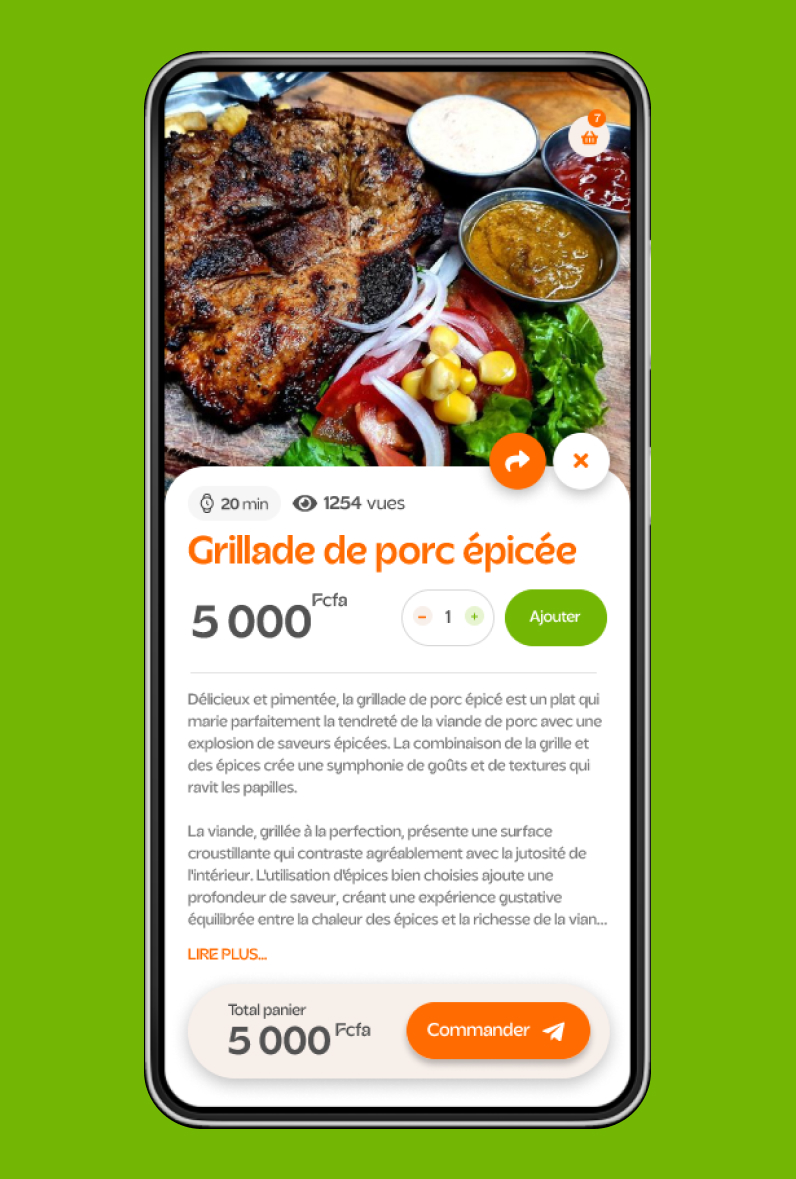 7
20 min 1254 vues
Grillade de porc épicée
5 000 Fcfa
- 1 + Ajouter
Délicieux et pimentée, la grillade de porc épicé est un plat qui
marie parfaitement la tendreté de la viande de porc avec une
explosion de saveurs épicées. La combinaison de la grille et
des épices crée une symphonie de goûts et de textures qui
ravit les papilles.
La viande, grillée à la perfection, présente une surface
croustillante qui contraste agréablement avec la jutosité de
l'intérieur. L'utilisation d'épices bien choisies ajoute une
profondeur de saveur, créant une expérience gustative
équilibrée entre la chaleur des épices et la richesse de la vian...
LIRE PLUS...
Total panier
5 000 Fcfa
Commander